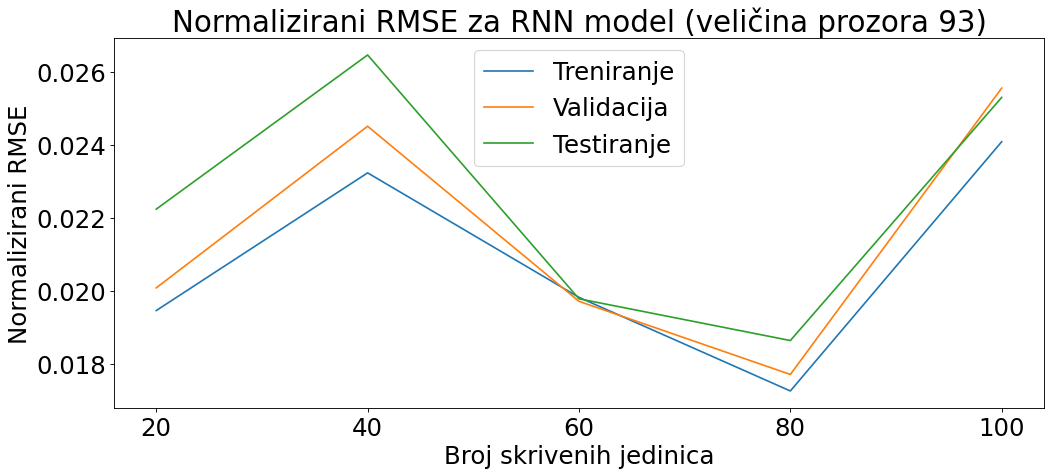 Normalizirani RMSE za RNN model (veličina prozora 93)
Normalizirani RMSE
0.026
0.024
0.022
0.020
0.018
Treniranje
Validacija
Testiranje
20 40 60 80 100
Broj skrivenih jedinica